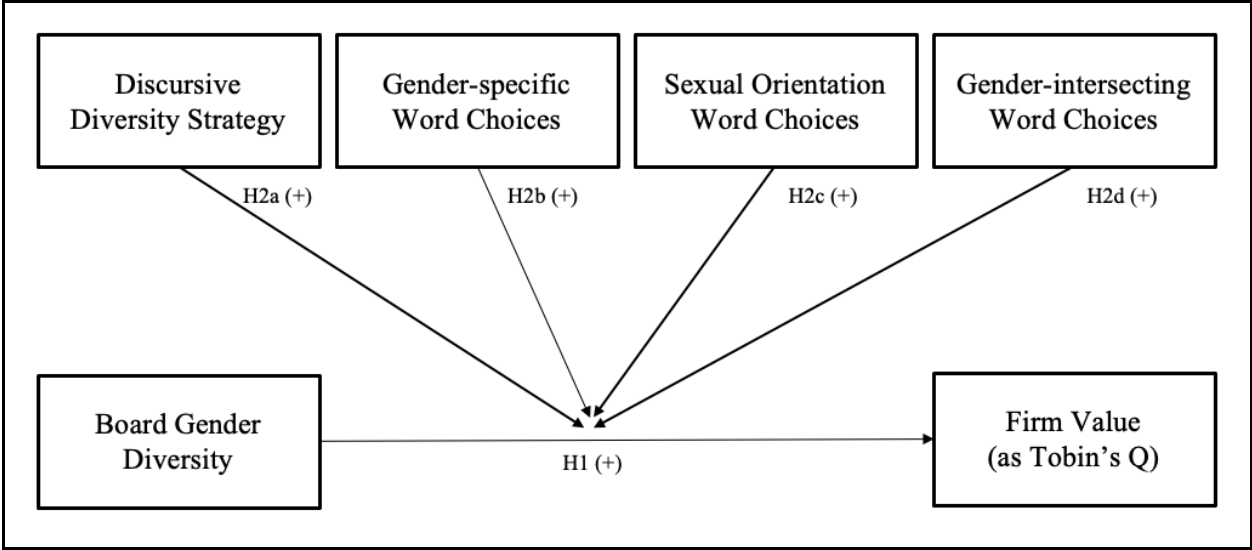 Discursive
Diversity Strategy
Gender-specific
Word Choices
Sexual Orientation
Word Choices
Gender-intersecting
Word Choices
H2a (+)
H2b (+)
H2c (+)
H2d (+)
Board Gender
Diversity
H1 (+)
Firm Value
(as Tobin’s Q)